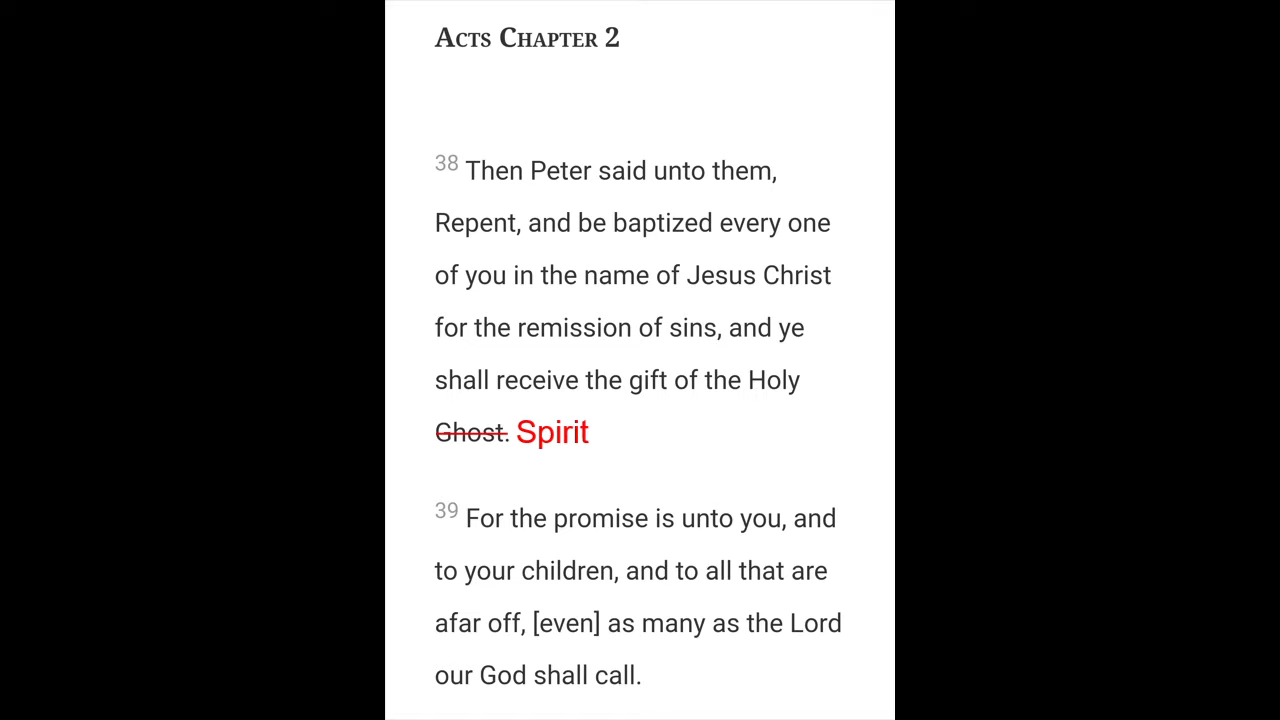 Acts Chapter 2
38 Then Peter said unto them,
Repent, and be baptized every one
of you in the name of Jesus Christ
for the remission of sins, and ye
shall receive the gift of the Holy
Ghost. Spirit
39 For the promise is unto you, and
to your children, and to all that are
afar off, [even] as many as the Lord
our God shall call.